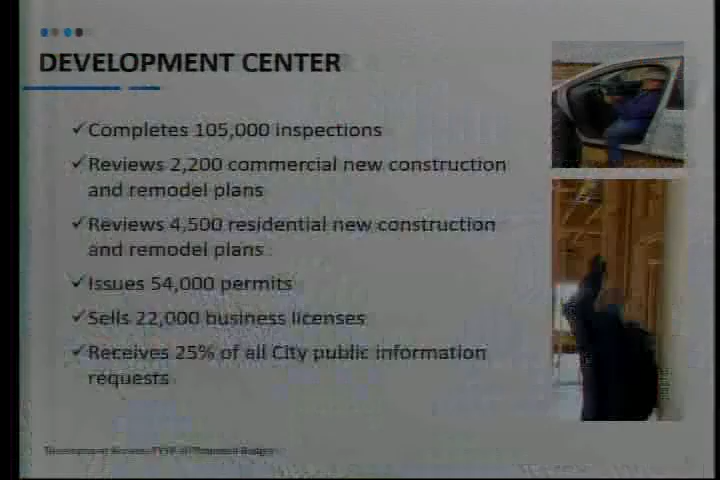 DEVELOPMENT CENTER
✓Completes 105,000 inspections
✓Reviews 2,200 commercial new construction
and remodel plans
✓Reviews 4,500 residential new construction
and remodel plans
✓Issues 54,000 permits
✓Sells 22,000 business licenses
✓Receives 25% of all City public information
requests